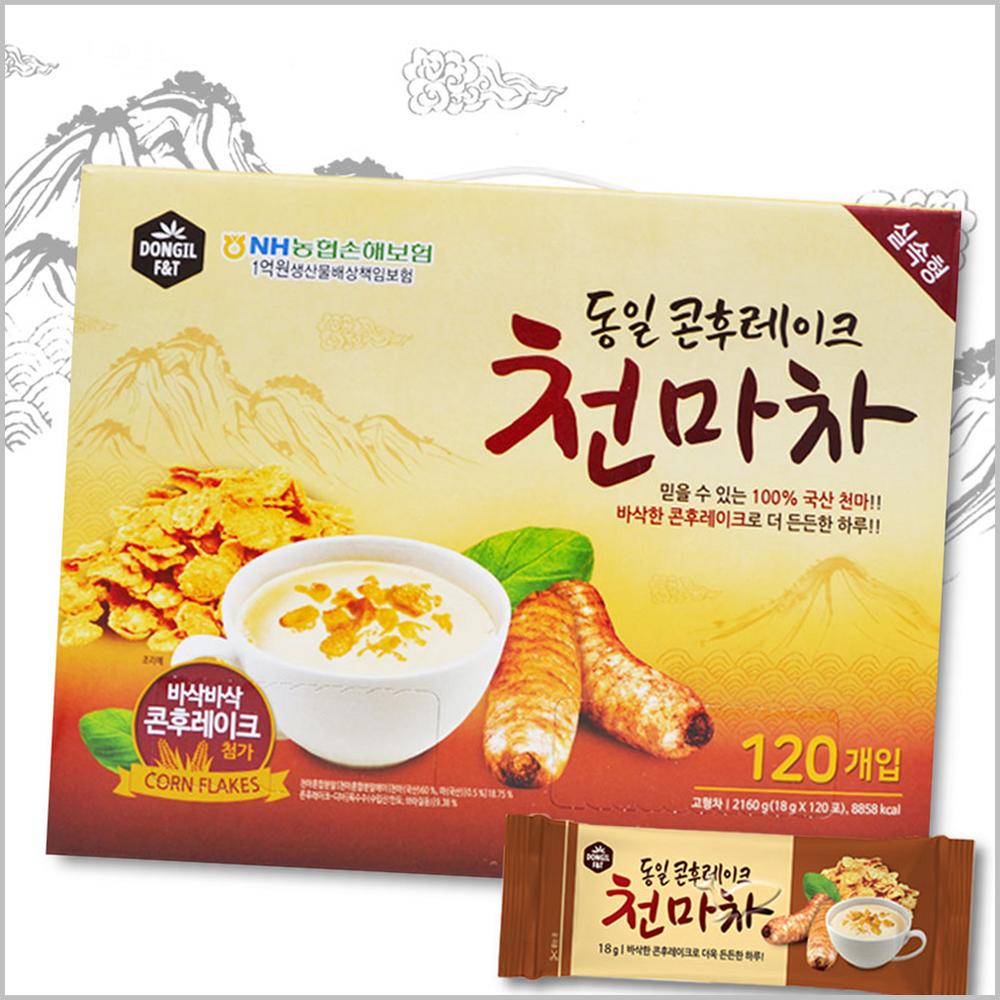 DONGIL
F&T
NH농협손해보험
1억원생산물배상책임보험
실속형
동일 콘후레이크
천마차
믿을 수 있는 100% 국산 천마!!
바삭한 콘후레이크로 더 든든한 하루!!
조리예
바삭바삭
콘후레이크
첨가
CORN FLAKES
120개입
고형차 | 2160g(18g X 120포), 8858 kcal
DONGIL
F&T
동일 콘후레이크
천마차
18g | 바삭한 콘후레이크로 더욱 든든한 하루!